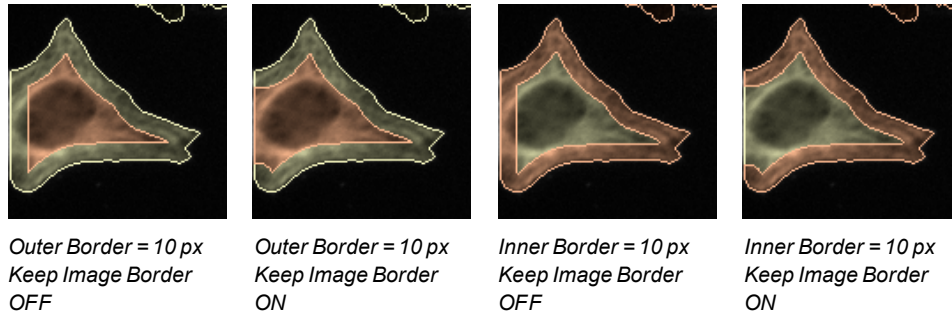 Outer Border = 10 px
Keep Image Border
OFF
Outer Border = 10 px
Keep Image Border
ON
Inner Border = 10 px
Keep Image Border
OFF
Inner Border = 10 px
Keep Image Border
ON